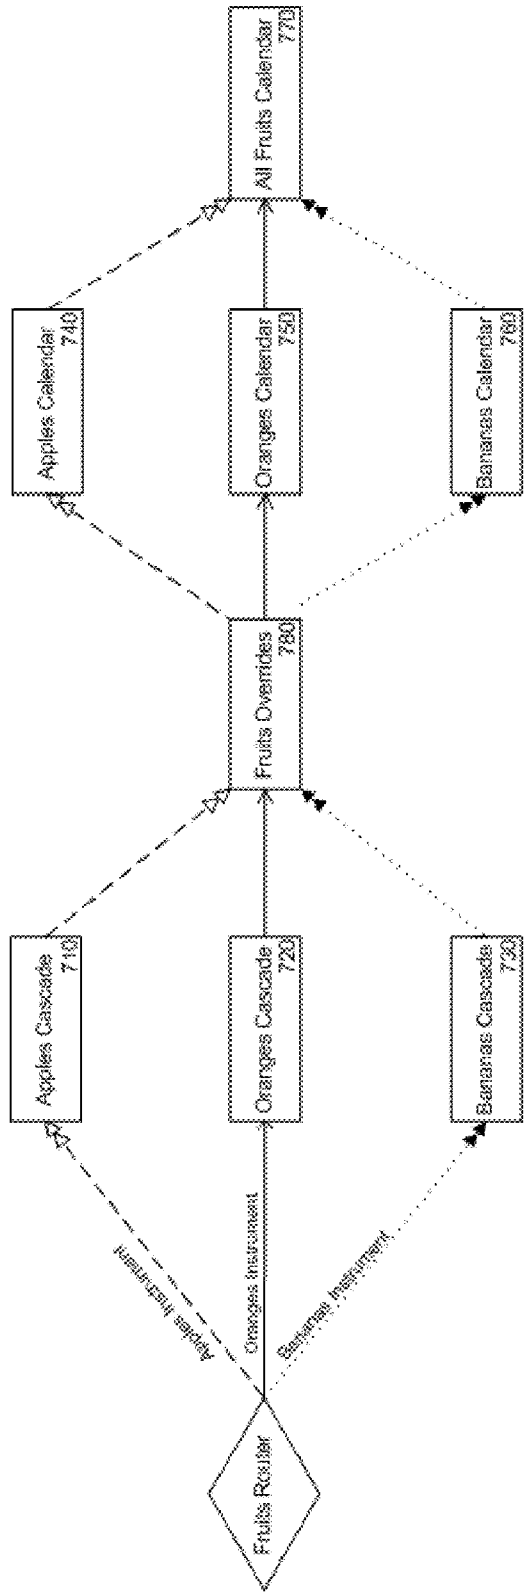 Fruits Router
Apples Instrument
Oranges Instrument
Bananas Instrument
Apples Cascade
710
Oranges Cascade
720
Bananas Cascade
730
Fruits Overrides
780
Apples Calendar
740
Oranges Calendar
750
Bananas Calendar
760
All Fruits Calendar
770